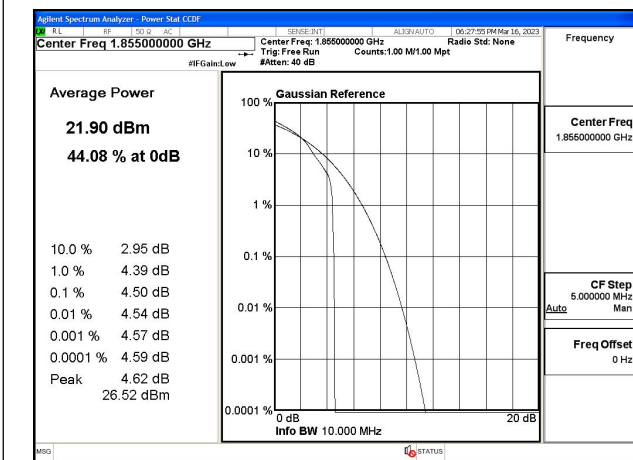 Agilent Spectrum Analyzer - Power Stat CCDF
LXI RL RF 50 Ω AC SENSE:INT ALIGN AUTO 06:27:55 PM Mar 16, 2023
Center Freq 1.855000000 GHz
Center Freq: 1.855000000 GHz Radio Std: None
Trig: Free Run Counts:1.00 M/1.00 Mpt
#IFGain:Low #Atten: 40 dB
Frequency
Average Power
21.90 dBm
44.08 % at 0dB
10.0 % 2.95 dB
1.0 % 4.39 dB
0.1 % 4.50 dB
0.01 % 4.54 dB
0.001 % 4.57 dB
0.0001 % 4.59 dB
Peak 4.62 dB
26.52 dBm
Gaussian Reference
100 %
10 %
1 %
0.1 %
0.01 %
0.001 %
0.0001 %
0 dB 20 dB
Info BW 10.000 MHz
Center Freq
1.855000000 GHz
CF Step
5.000000 MHz
Auto Man
Freq Offset
0 Hz
MSG STATUS